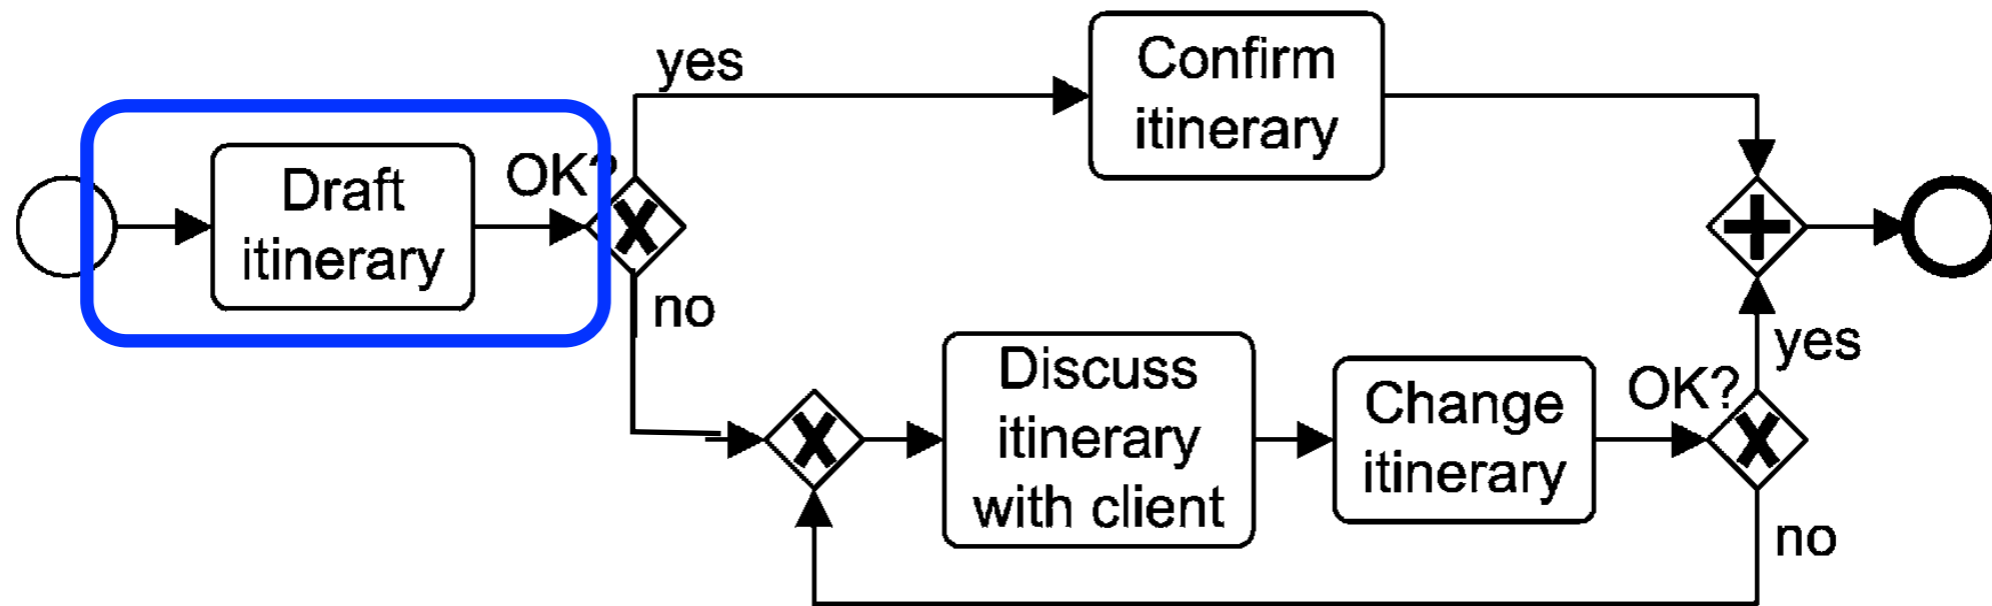 yes
Confirm
itinerary
Draft
itinerary
OK?
no
Discuss
itinerary
with client
Change
itinerary
OK?
yes
no